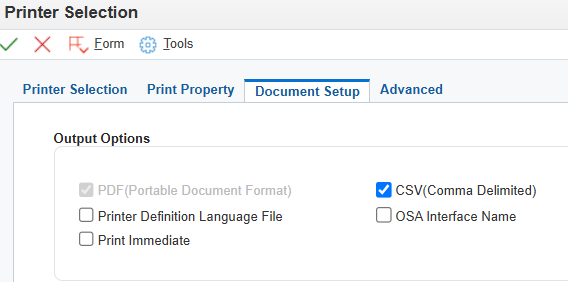 Printer Selection
Form Tools
Printer Selection Print Property Document Setup Advanced
Output Options
PDF(Portable Document Format) CSV(Comma Delimited)
Printer Definition Language File OSA Interface Name
Print Immediate